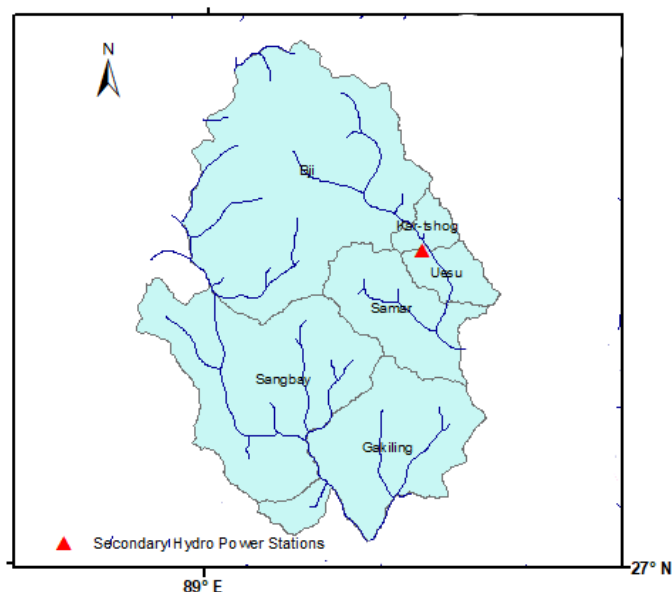 N
Bji
Kar-tshog
Uesu
Samar
Sangbay
Gakiling
Secondary Hydro Power Stations
27° N
89° E